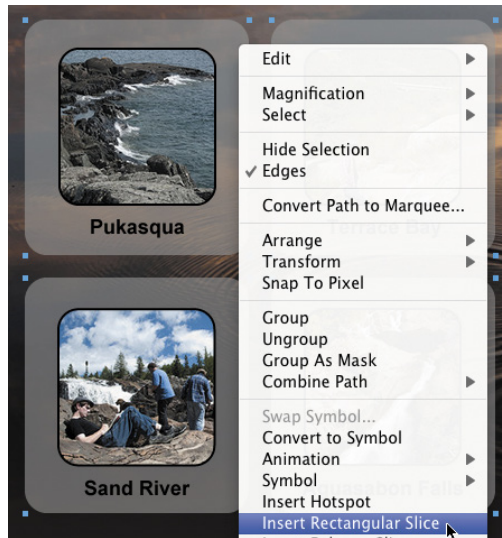 Edit
Magnification
Select
Hide Selection
Edges
Convert Path to Marquee...
Arrange
Transform
Snap To Pixel
Group
Ungroup
Group As Mask
Combine Path
Swap Symbol...
Convert to Symbol
Animation
Symbol
Insert Hotspot
Insert Rectangular Slice
Pukasqua
Terrace Bay
Sand River
Falls